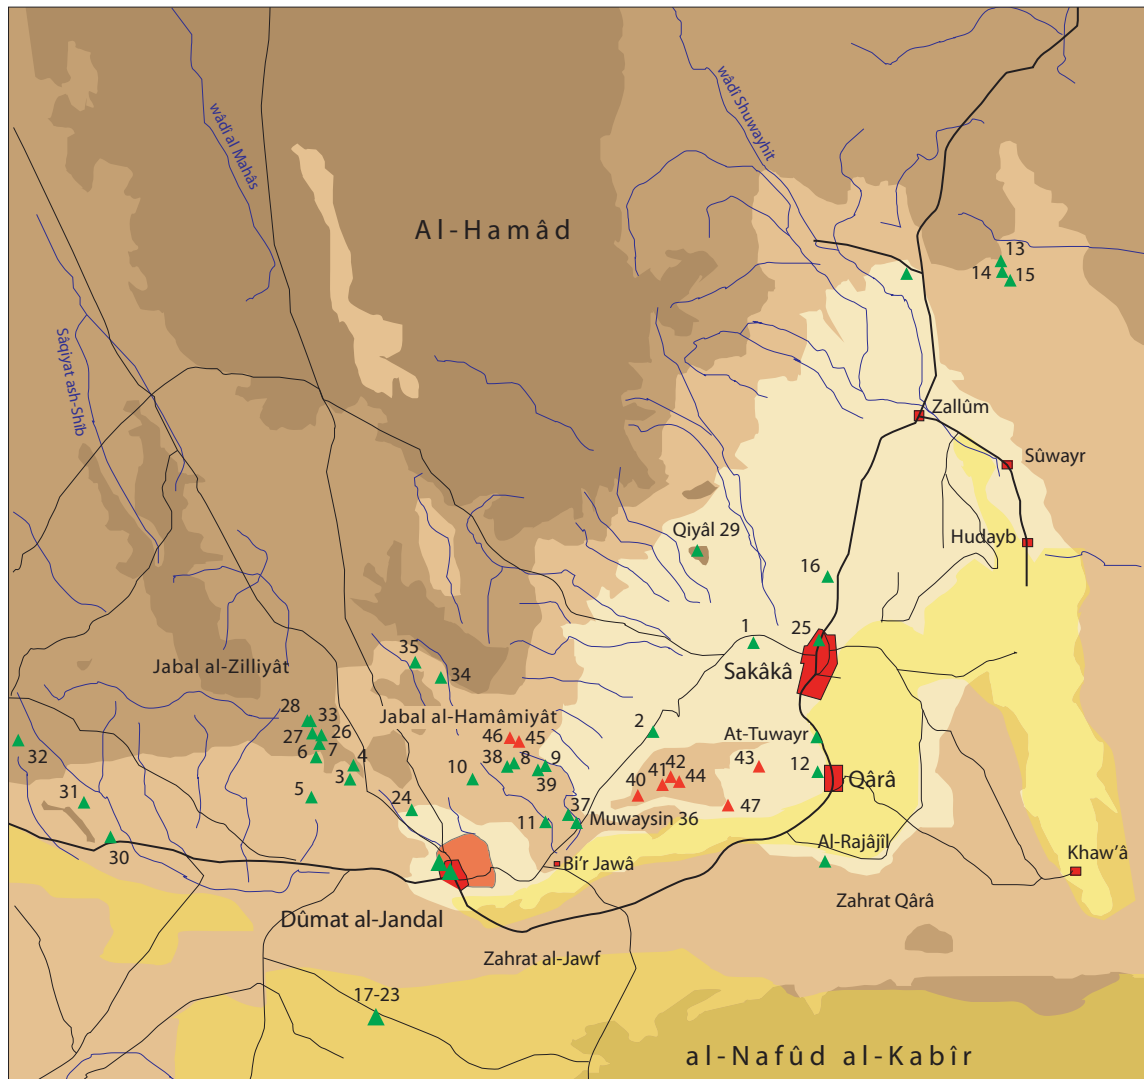 wâdî al Mahâs
wâdî Shuwayhit
Al-Hamâd
13
14
15
Sâqiyat ash-Shîb
Zallûm
Sûwayr
Qiyâl 29
Hudayb
16
1
25
35
Jabal al-Zilliyât
34
Sakâkâ
28
33
Jabal al-Hamâmiyât
2
27
26
46
45
At-Tuwayr
32
6
7
4
38
8
9
41
42
43
12
Qârâ
3
10
39
40
44
31
5
24
37
47
11
Muwaysin 36
30
Bi'r Jawâ
Al-Rajâjîl
Khaw'â
Zahrat Qârâ
Dûmat al-Jandal
Zahrat al-Jawf
17-23
al-Nafûd al-Kabîr